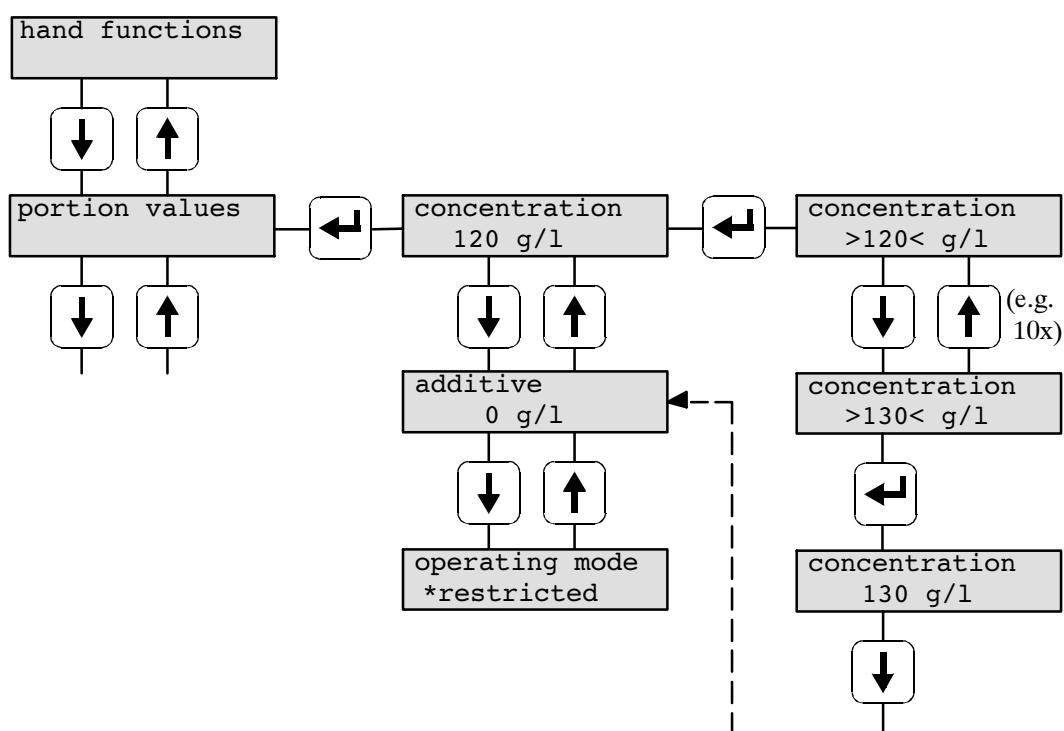 hand functions
portion values
concentration
120 g/l
concentration
>120< g/l
(e.g.
10x)
additive
0 g/l
concentration
>130< g/l
operating mode
*restricted
concentration
130 g/l